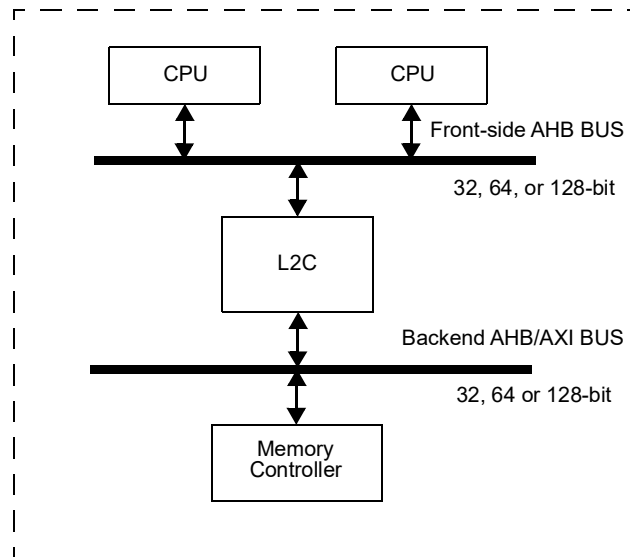 CPU
CPU
Front-side AHB BUS
32, 64, or 128-bit
L2C
Backend AHB/AXI BUS
32, 64 or 128-bit
Memory
Controller